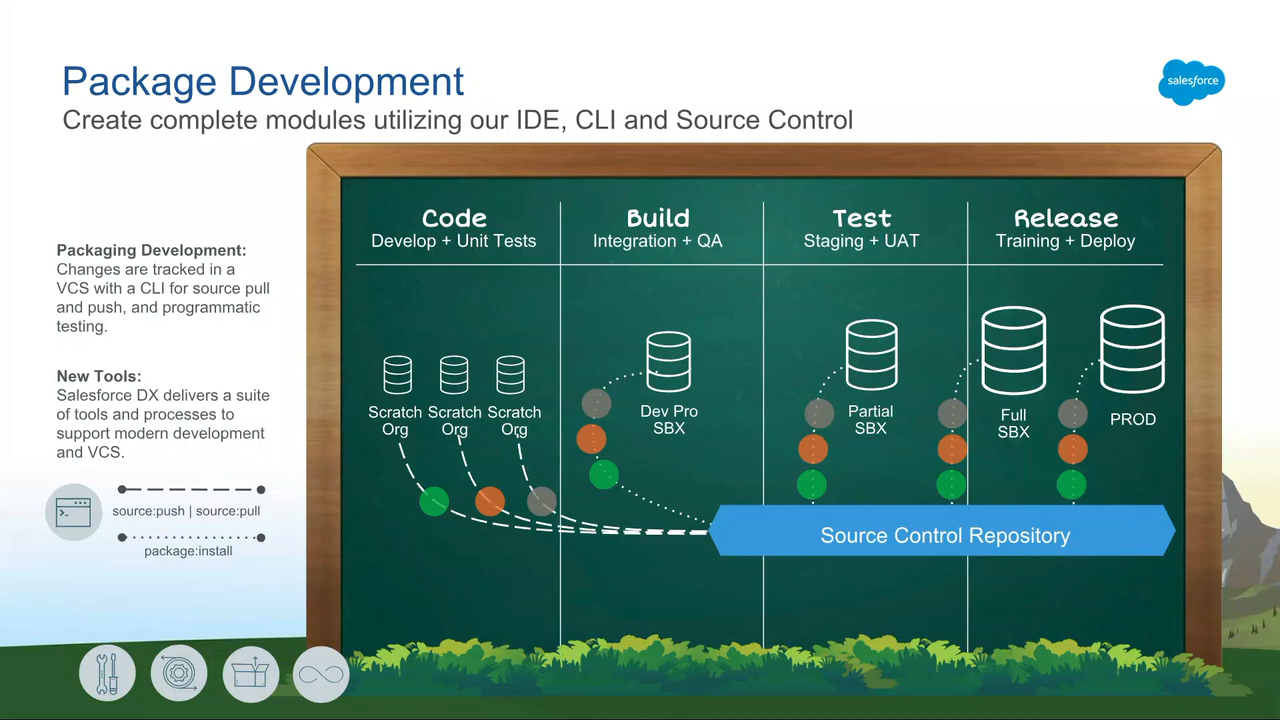 Package Development
salesforce
Create complete modules utilizing our IDE, CLI and Source Control
Packaging Development:
Changes are tracked in a
VCS with a CLI for source pull
and push, and programmatic
testing.
New Tools:
Salesforce DX delivers a suite
of tools and processes to
support modern development
and VCS.
source:push | source:pull
package:install
Code
Develop + Unit Tests
Build
Integration + QA
Test
Staging + UAT
Release
Training + Deploy
Scratch
Org
Scratch
Org
Scratch
Org
Dev Pro
SBX
Partial
SBX
Full
SBX
PROD
Source Control Repository